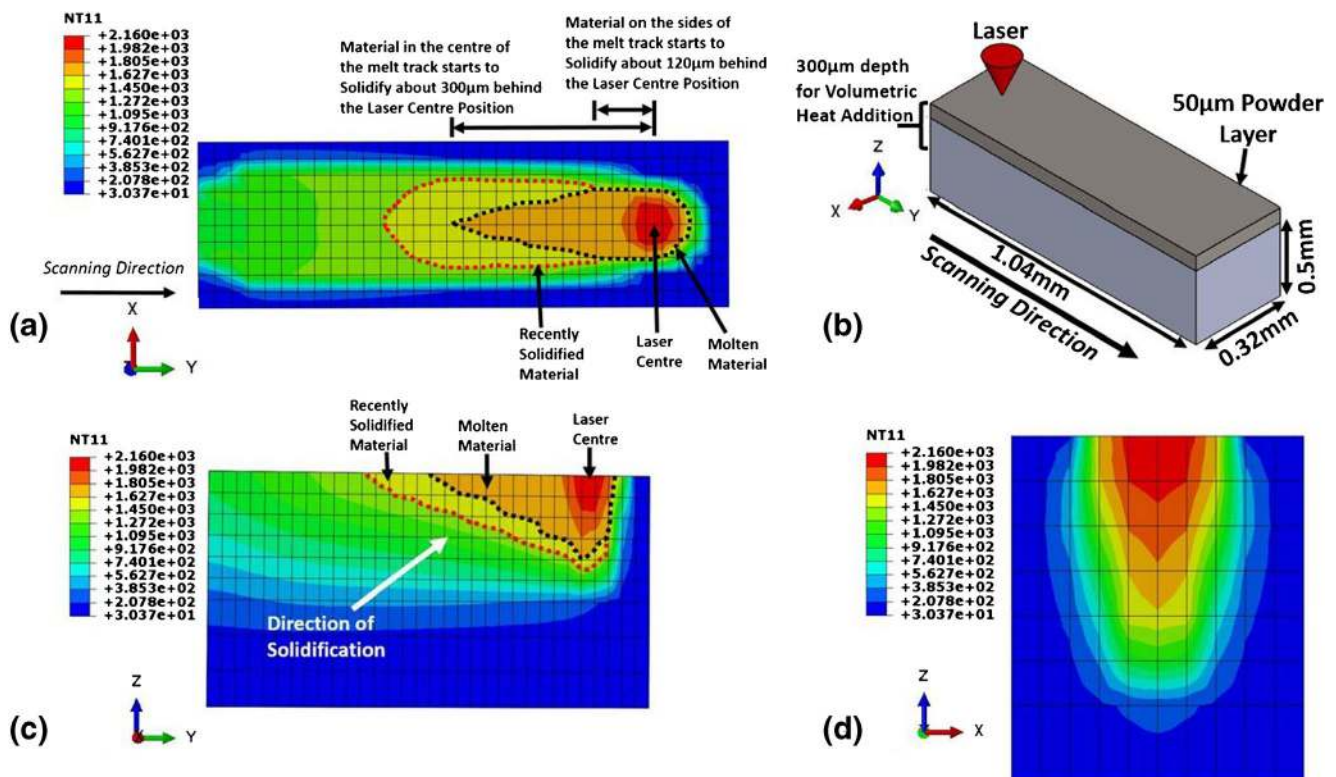 NT11
+2.160e+03
+1.982e+03
+1.805e+03
+1.627e+03
+1.450e+03
+1.272e+03
+1.095e+03
+9.176e+02
+7.401e+02
+5.627e+02
+3.853e+02
+2.078e+02
+3.037e+01
Material in the centre of
the melt track starts to
Solidify about 300µm behind
the Laser Centre Position
Material on the sides of
the melt track starts to
Solidify about 120µm behind
the Laser Centre Position
Scanning Direction
Recently
Solidified
Material
Laser
Centre
Molten
Material
(a)
X
Y
Z
Laser
300µm depth
for Volumetric
Heat Addition
50µm Powder
Layer
Z
X
Y
1.04mm
Scanning Direction
0.5mm
0.32mm
(b)
NT11
+2.160e+03
+1.982e+03
+1.805e+03
+1.627e+03
+1.450e+03
+1.272e+03
+1.095e+03
+9.176e+02
+7.401e+02
+5.627e+02
+3.853e+02
+2.078e+02
+3.037e+01
Recently
Solidified
Material
Molten
Material
Laser
Centre
Direction of
Solidification
Z
Y
(c)
NT11
+2.160e+03
+1.982e+03
+1.805e+03
+1.627e+03
+1.450e+03
+1.272e+03
+1.095e+03
+9.176e+02
+7.401e+02
+5.627e+02
+3.853e+02
+2.078e+02
+3.037e+01
Z
X
(d)